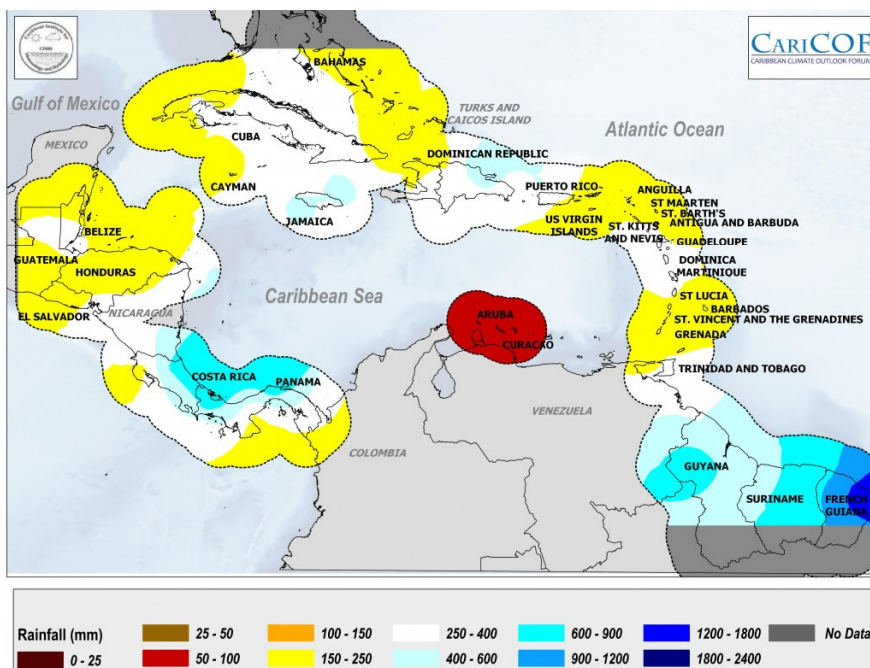 CARICOF
CARIBBEAN CLIMATE OUTLOOK FORUM
BAHAMAS
Gulf of Mexico
TURKS AND
CAICOS ISLAND
Atlantic Ocean
MEXICO
CUBA
DOMINICAN REPUBLIC
CAYMAN
PUERTO RICO
ANGUILLA
ST MAARTEN
ST. BARTH'S
JAMAICA
US VIRGIN
ISLANDS
ST. KITTS
AND NEVIS
ANTIGUA AND BARBUDA
BELIZE
GUADELOUPE
GUATEMALA
DOMINICA
HONDURAS
MARTINIQUE
Caribbean Sea
ST LUCIA
EL SALVADOR
NICARAGUA
ARUBA
BARBADOS
ST. VINCENT AND THE GRENADINES
CURACAO
GRENADA
COSTA RICA
PANAMA
TRINIDAD AND TOBAGO
VENEZUELA
COLOMBIA
GUYANA
SURINAME
FRENCH
GUIANA
Rainfall (mm)
0 - 25
25 - 50
50 - 100
100 - 150
150 - 250
250 - 400
400 - 600
600 - 900
900 - 1200
1200 - 1800
1800 - 2400
No Data